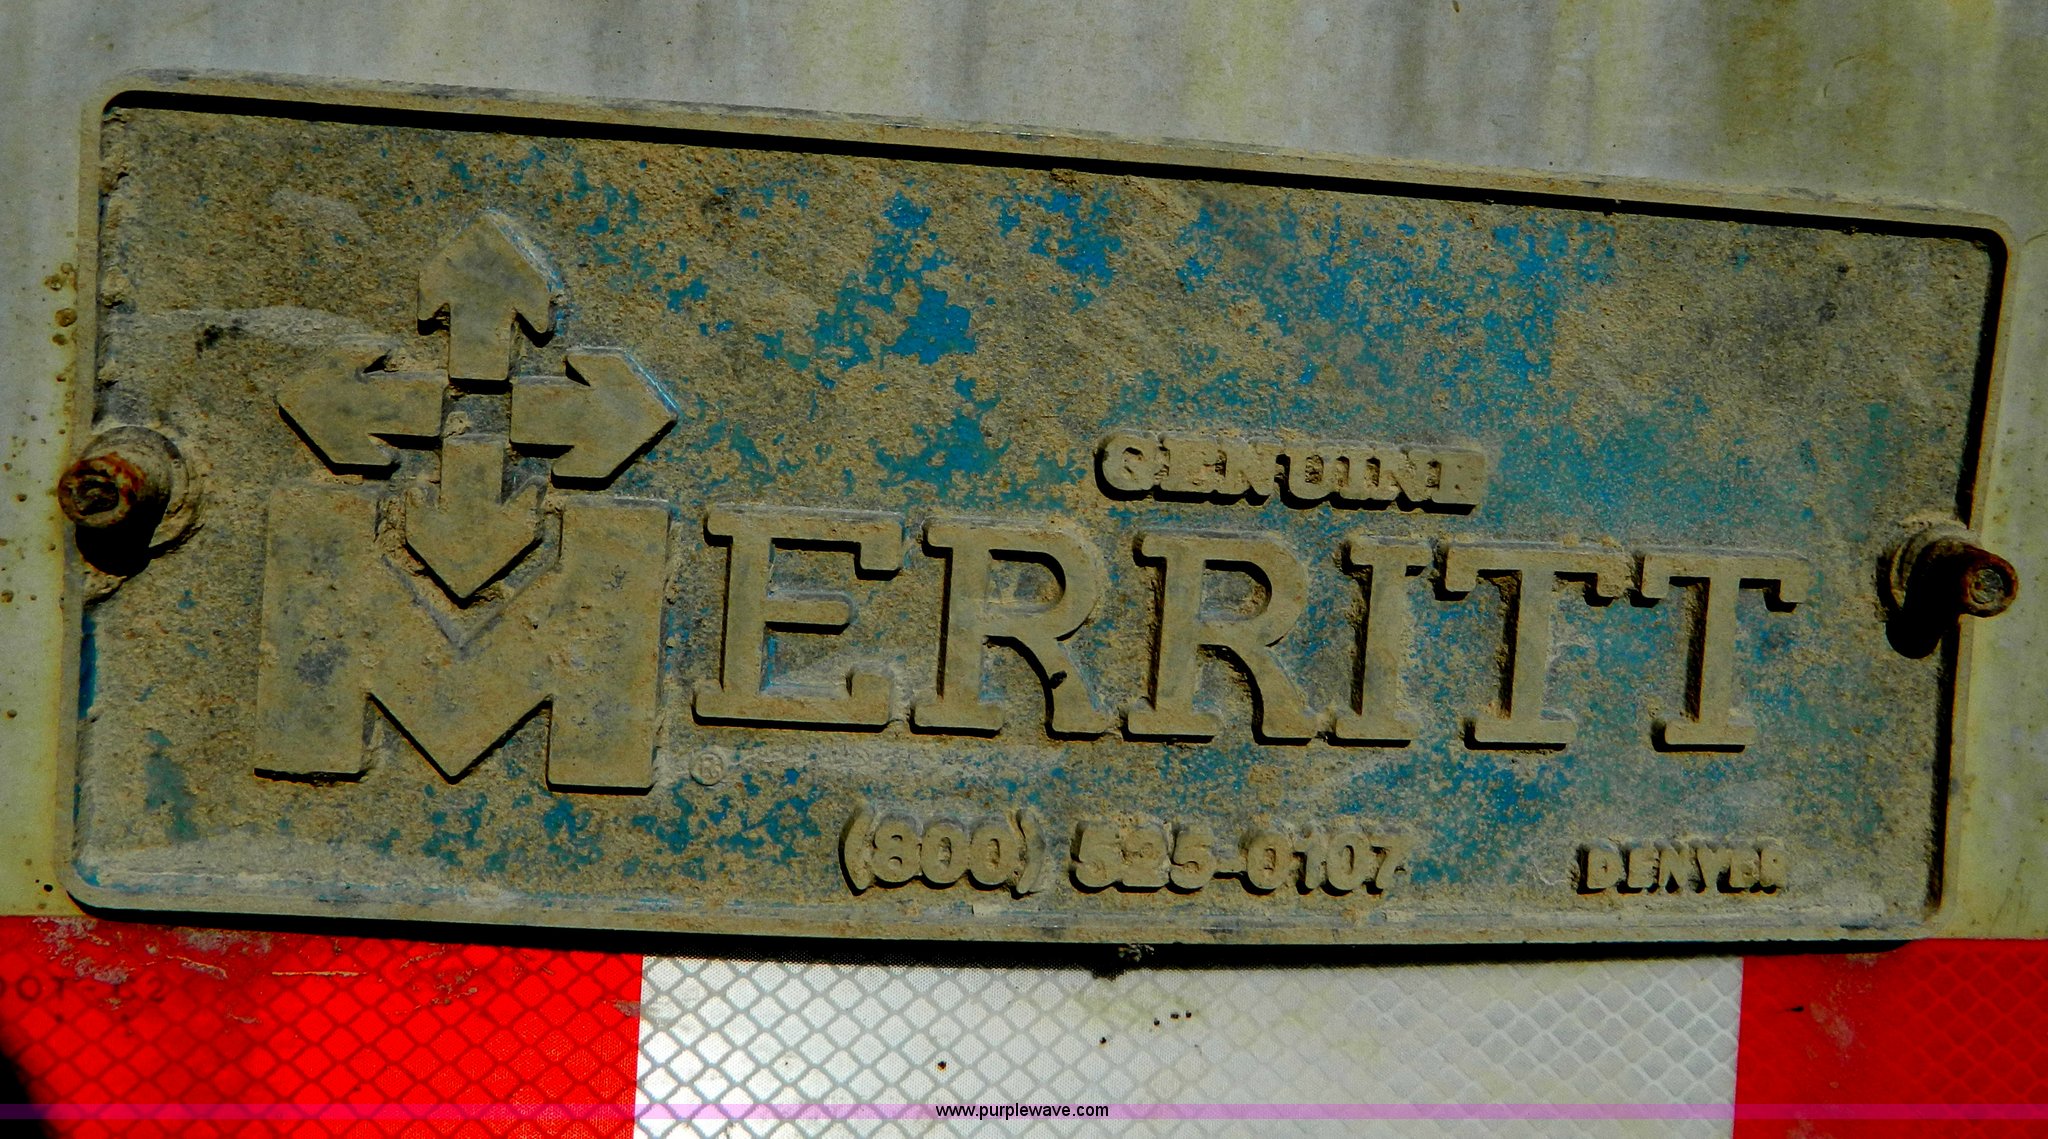 GENUINE
MERRITT
®
(800) 525-0107 DENVER
www.purplewave.com